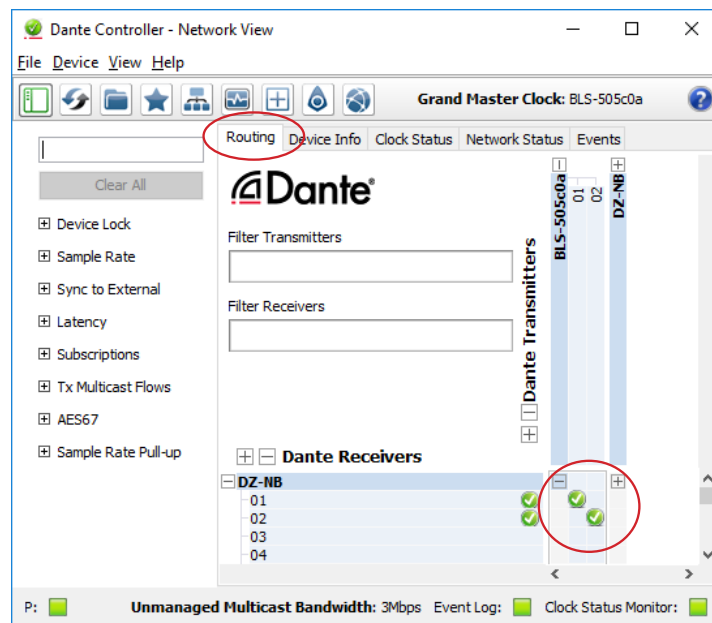 Dante Controller - Network View
File Device View Help
Grand Master Clock: BLS-505c0a
?
Routing Device Info Clock Status Network Status Events
Clear All
Device Lock
Sample Rate
Sync to External
Latency
Subscriptions
Tx Multicast Flows
AES67
Sample Rate Pull-up
Dante®
Filter Transmitters
Filter Receivers
Dante Transmitters
BLS-505c0a
01
02
DZ-NB
Dante Receivers
DZ-NB
01
02
03
04
P: Unmanaged Multicast Bandwidth: 3Mbps Event Log: Clock Status Monitor: